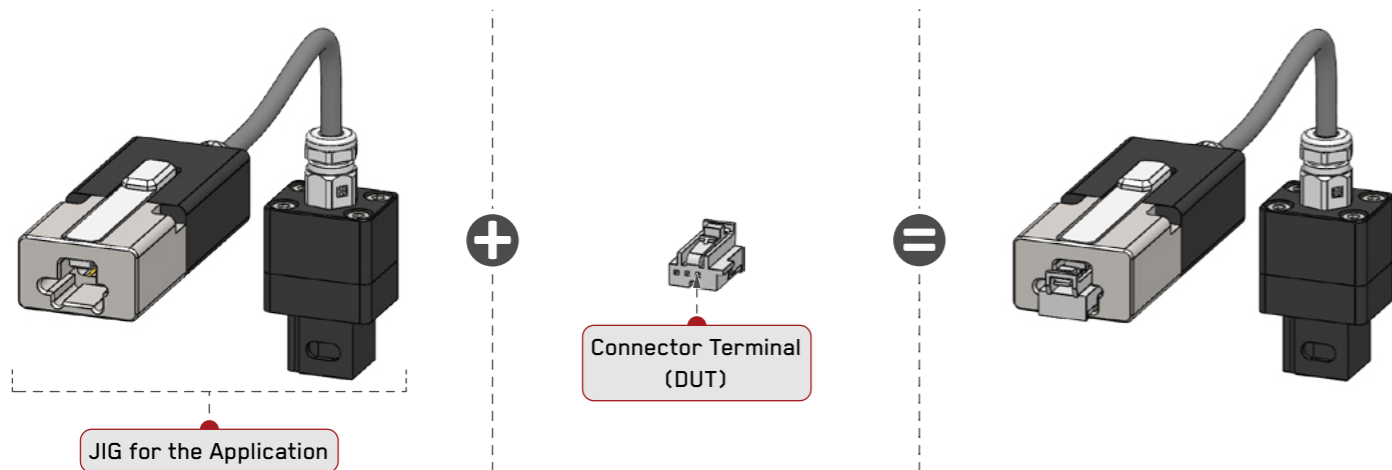 Connector Terminal
(DUT)
JIG for the Application